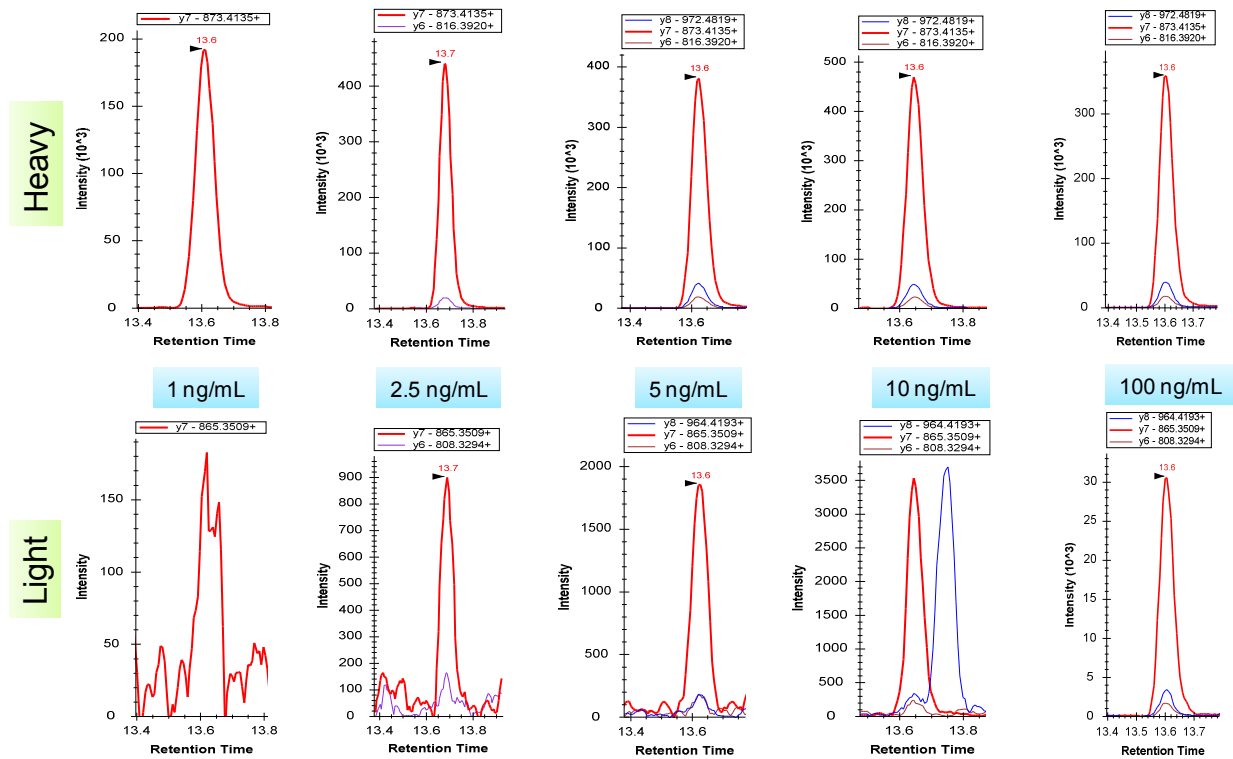 Heavy
y7 - 873.4135+
200
150
100
50
0
Intensity (10^3)
13.6
13.4
13.6
13.8
Retention Time
y7 - 873.4135+
y6 - 816.3920+
400
300
200
100
0
Intensity (10^3)
13.7
13.7
13.9
Retention Time
y8 - 972.4819+
y7 - 873.4135+
y6 - 816.3920+
400
300
200
100
0
Intensity (10^3)
13.6
13.4
13.6
Retention Time
y8 - 972.4819+
y7 - 873.4135+
y6 - 816.3920+
500
400
300
200
100
0
Intensity (10^3)
13.6
13.6
13.8
Retention Time
y8 - 972.4819+
y7 - 873.4135+
y6 - 816.3920+
300
200
100
0
Intensity (10^3)
13.6
13.4 13.5 13.6 13.7
Retention Time
1 ng/mL
2.5 ng/mL
5 ng/mL
10 ng/mL
100 ng/mL
Light
y7 - 865.3509+
150
100
50
0
Intensity
13.4
13.6
13.8
Retention Time
y7 - 865.3509+
y6 - 808.3294+
900
800
700
600
500
400
300
200
100
0
Intensity
13.7
13.7
13.9
Retention Time
y8 - 964.4193+
y7 - 865.3509+
y6 - 808.3294+
2000
1500
1000
500
0
Intensity
13.6
13.4
13.6
Retention Time
y8 - 964.4193+
y7 - 865.3509+
y6 - 808.3294+
3500
3000
2500
2000
1500
1000
500
0
Intensity
13.6
13.8
Retention Time
y8 - 964.4193+
y7 - 865.3509+
y6 - 808.3294+
30
25
20
15
10
5
0
Intensity (10^3)
13.6
13.4 13.5 13.6 13.7
Retention Time